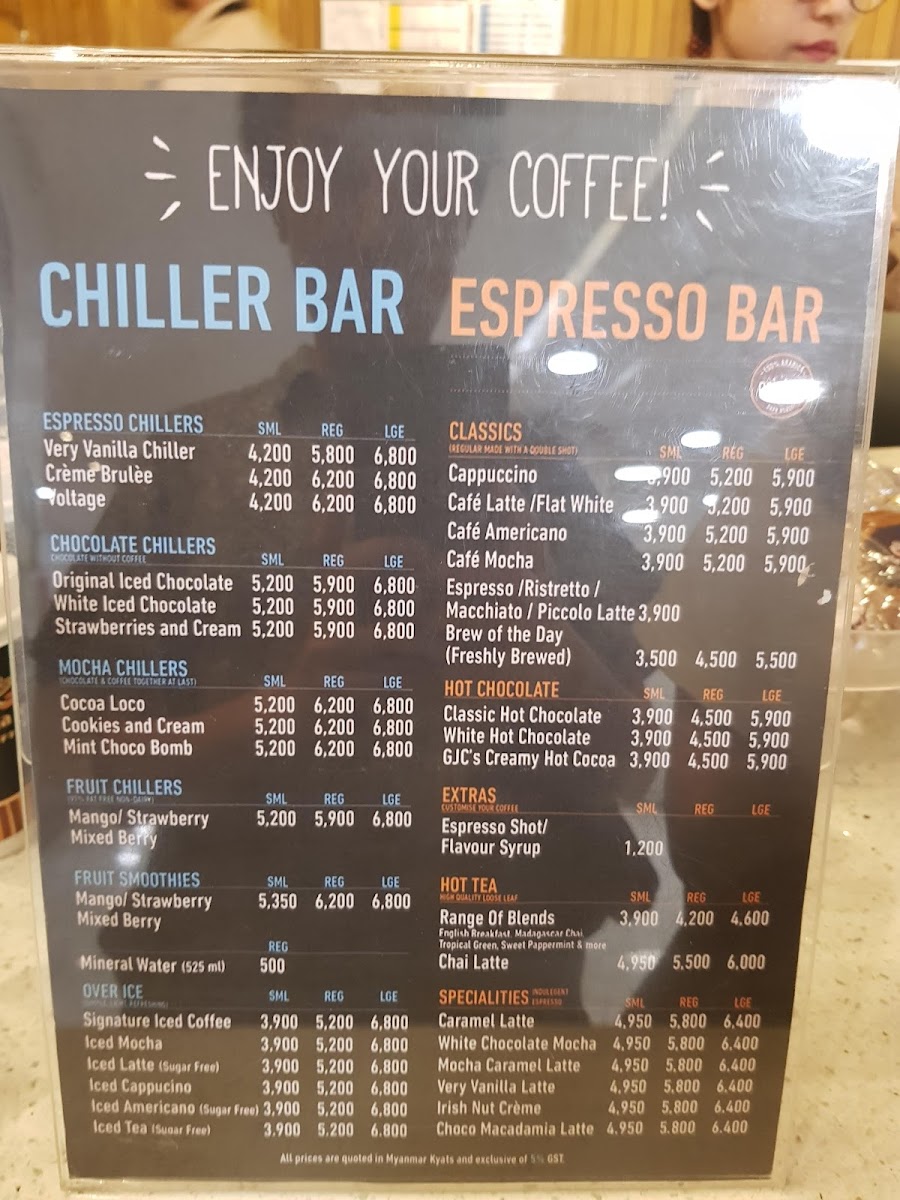 ENJOY YOUR COFFEE!
CHILLER BAR
ESPRESSO CHILLERS SML REG LGE
Very Vanilla Chiller 4,200 5,800 6,800
Crème Brulèe 4,200 6,200 6,800
Voltage 4,200 6,200 6,800
CHOCOLATE CHILLERS
CHOCOLATE WITHOUT COFFEE SML REG LGE
Original Iced Chocolate 5,200 5,900 6,800
White Iced Chocolate 5,200 5,900 6,800
Strawberries and Cream 5,200 5,900 6,800
MOCHA CHILLERS
(CHOCOLATE & COFFEE TOGETHER AT LAST) SML REG LGE
Cocoa Loco 5,200 6,200 6,800
Cookies and Cream 5,200 6,200 6,800
Mint Choco Bomb 5,200 6,200 6,800
FRUIT CHILLERS
SML REG LGE
Mango/ Strawberry 5,200 5,900 6,800
Mixed Berry
FRUIT SMOOTHIES SML REG LGE
Mango/ Strawberry 5,350 6,200 6,800
Mixed Berry
REG
Mineral Water (525 ml) 500
OVER ICE SML REG LGE
Signature Iced Coffee 3,900 5,200 6,800
Iced Mocha 3,900 5,200 6,800
Iced Latte (Sugar Free) 3,900 5,200 6,800
Iced Cappucino 3,900 5,200 6,800
Iced Americano (Sugar Free) 3,900 5,200 6,800
Iced Tea (Sugar Free) 3,900 5,200 6,800
ESPRESSO BAR
CLASSICS
(REGULAR MADE WITH A DOUBLE SHOT) SML REG LGE
Cappuccino 3,900 5,200 5,900
Café Latte /Flat White 3,900 5,200 5,900
Café Americano 3,900 5,200 5,900
Café Mocha 3,900 5,200 5,900
Espresso /Ristretto /
Macchiato / Piccolo Latte 3,900
Brew of the Day
(Freshly Brewed) 3,500 4,500 5,500
HOT CHOCOLATE SML REG LGE
Classic Hot Chocolate 3,900 4,500 5,900
White Hot Chocolate 3,900 4,500 5,900
GJC's Creamy Hot Cocoa 3,900 4,500 5,900
EXTRAS
CUSTOMISE YOUR COFFEE SML REG LGE
Espresso Shot/
Flavour Syrup 1,200
HOT TEA
HIGH QUALITY LOOSE LEAF SML REG LGE
Range Of Blends 3,900 4,200 4,600
English Breakfast, Madagascar Chai,
Tropical Green, Sweet Pappermint & more
Chai Latte 4,950 5,500 6,000
SPECIALITIES INDULEGENT ESPRESSO SML REG LGE
Caramel Latte 4,950 5,800 6,400
White Chocolate Mocha 4,950 5,800 6,400
Mocha Caramel Latte 4,950 5,800 6,400
Very Vanilla Latte 4,950 5,800 6,400
Irish Nut Crème 4,950 5,800 6,400
Choco Macadamia Latte 4,950 5,800 6,400
All prices are quoted in Myanmar Kyats and exclusive of 5% GST.